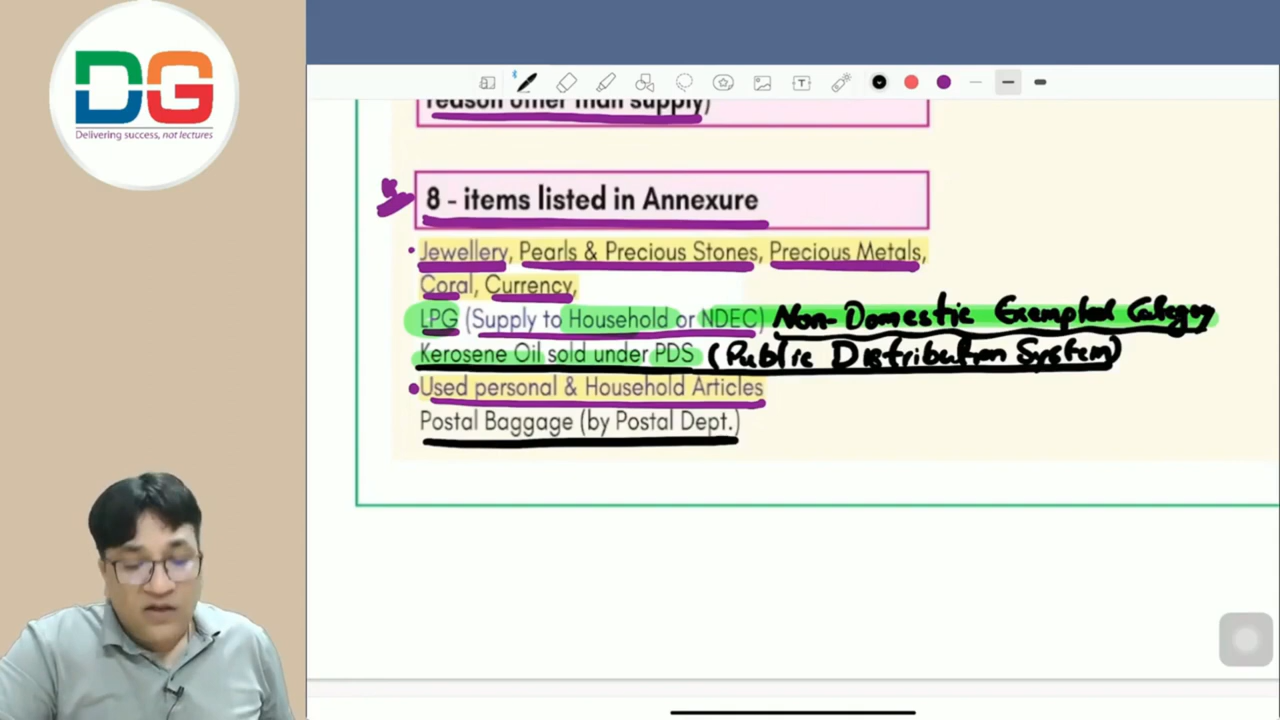 DG
Delivering success, not lectures
reason other than supply)
8 - items listed in Annexure
Jewellery, Pearls & Precious Stones, Precious Metals,
Coral, Currency,
LPG (Supply to Household or NDEC) Non-Domestic Exempted Category
Kerosene Oil sold under PDS (Public Distribution System)
Used personal & Household Articles
Postal Baggage (by Postal Dept.)